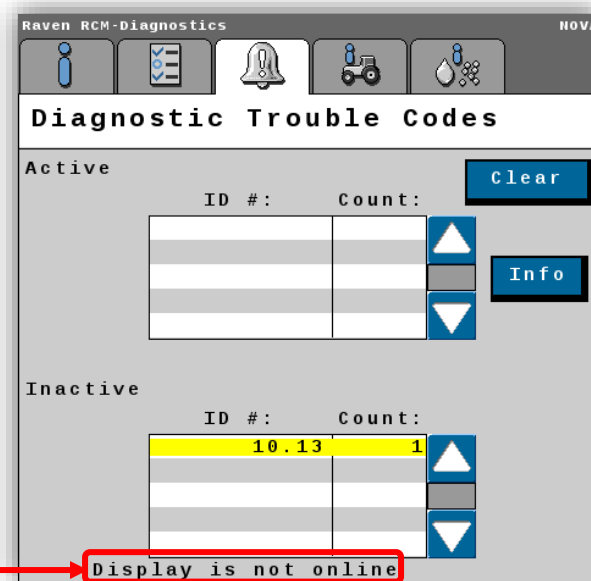 Raven RCM-Diagnostics
Diagnostic Trouble Codes
Active
Clear
ID #: Count:
Info
Inactive
ID #: Count:
10.13 1
Display is not online